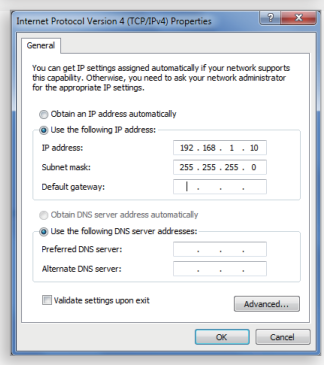 Internet Protocol Version 4 (TCP/IPv4) Properties
General
You can get IP settings assigned automatically if your network supports
this capability. Otherwise, you need to ask your network administrator
for the appropriate IP settings.
Obtain an IP address automatically
Use the following IP address:
IP address: 192 . 168 . 1 . 10
Subnet mask: 255 . 255 . 255 . 0
Default gateway: . . .
Obtain DNS server address automatically
Use the following DNS server addresses:
Preferred DNS server: . . .
Alternate DNS server: . . .
Validate settings upon exit
Advanced...
OK Cancel